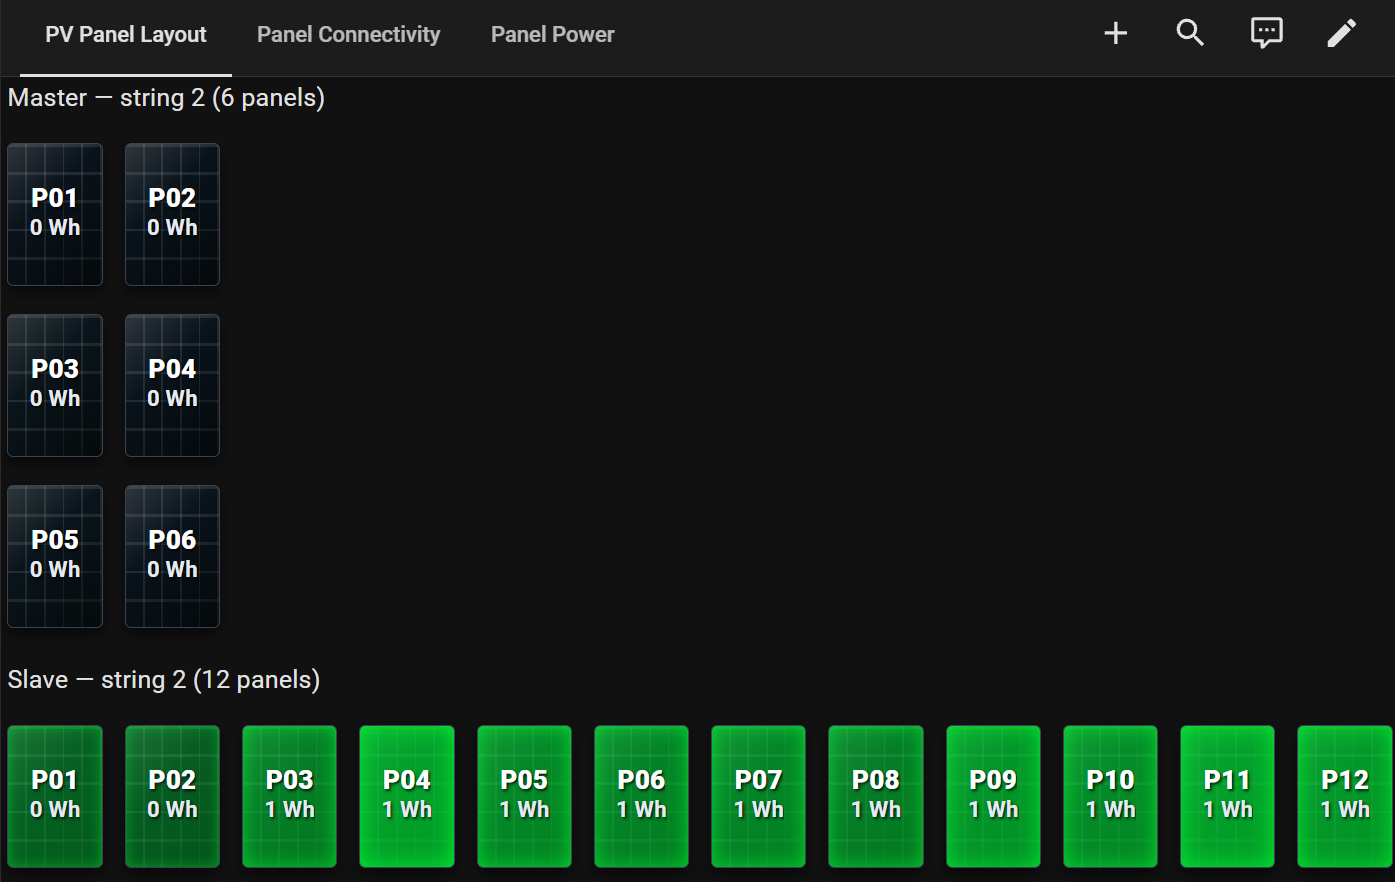 PV Panel Layout Panel Connectivity Panel Power
Master — string 2 (6 panels)
P01 P02
0 Wh 0 Wh
P03 P04
0 Wh 0 Wh
P05 P06
0 Wh 0 Wh
Slave — string 2 (12 panels)
P01 P02 P03 P04 P05 P06 P07 P08 P09 P10 P11 P12
0 Wh 0 Wh 1 Wh 1 Wh 1 Wh 1 Wh 1 Wh 1 Wh 1 Wh 1 Wh 1 Wh 1 Wh